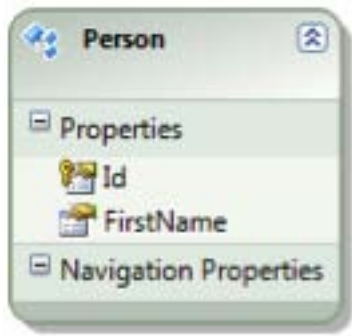 Person
Properties
Id
FirstName
Navigation Properties